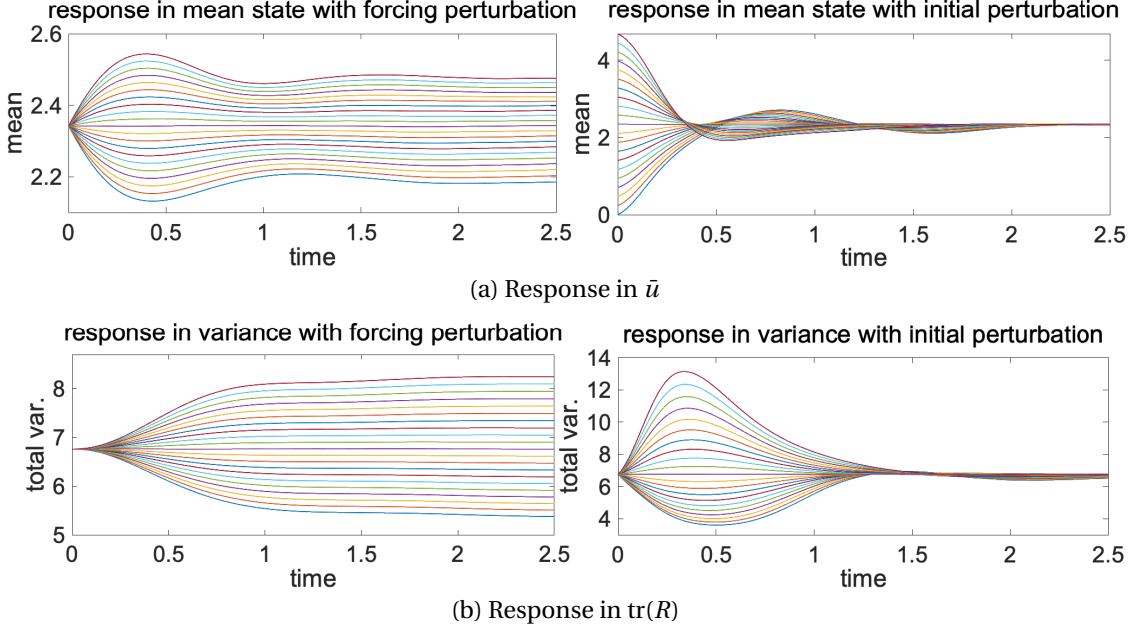 response in mean state with forcing perturbation
response in mean state with initial perturbation
2.6
2.4
2.2
mean
0 0.5 1 1.5 2 2.5
time
4
2
0
mean
0 0.5 1 1.5 2 2.5
time
(a) Response in ū
response in variance with forcing perturbation
response in variance with initial perturbation
8
7
6
5
total var.
0 0.5 1 1.5 2 2.5
time
14
12
10
8
6
4
total var.
0 0.5 1 1.5 2 2.5
time
(b) Response in tr(R)